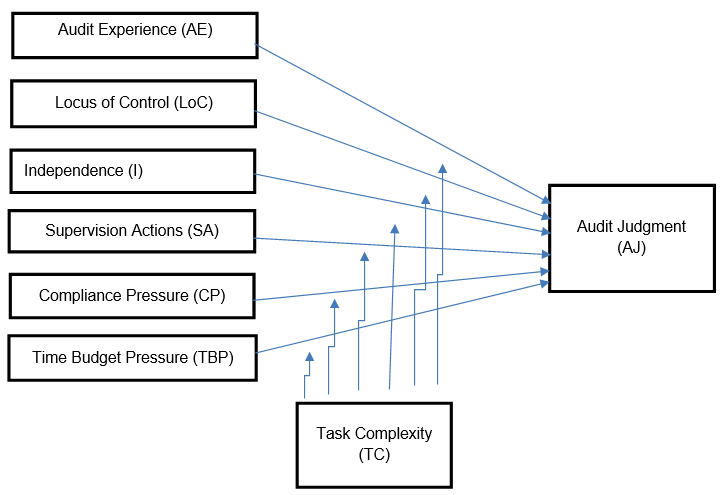 Audit Experience (AE)
Locus of Control (LoC)
Independence (I)
Supervision Actions (SA)
Compliance Pressure (CP)
Time Budget Pressure (TBP)
Audit Judgment
(AJ)
Task Complexity
(TC)